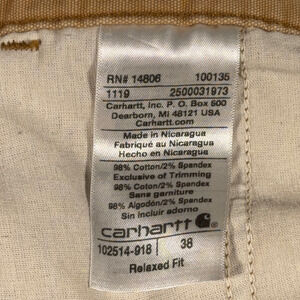 RN# 14806 100135
1119 2500031973
Carhartt, Inc. P. O. Box 600
Dearborn, MI 48121 USA
Carhartt.com
Made in Nicaragua
Fabriqué au Nicaragua
Hecho en Nicaragua
98% Cotton/2% Spandex
Exclusive of Trimming
98% Coton/2% Spandex
Sans garniture
98% Algodón/2% Spandex
Sin incluir adorno
carhartt
102514-918 38
Relaxed Fit